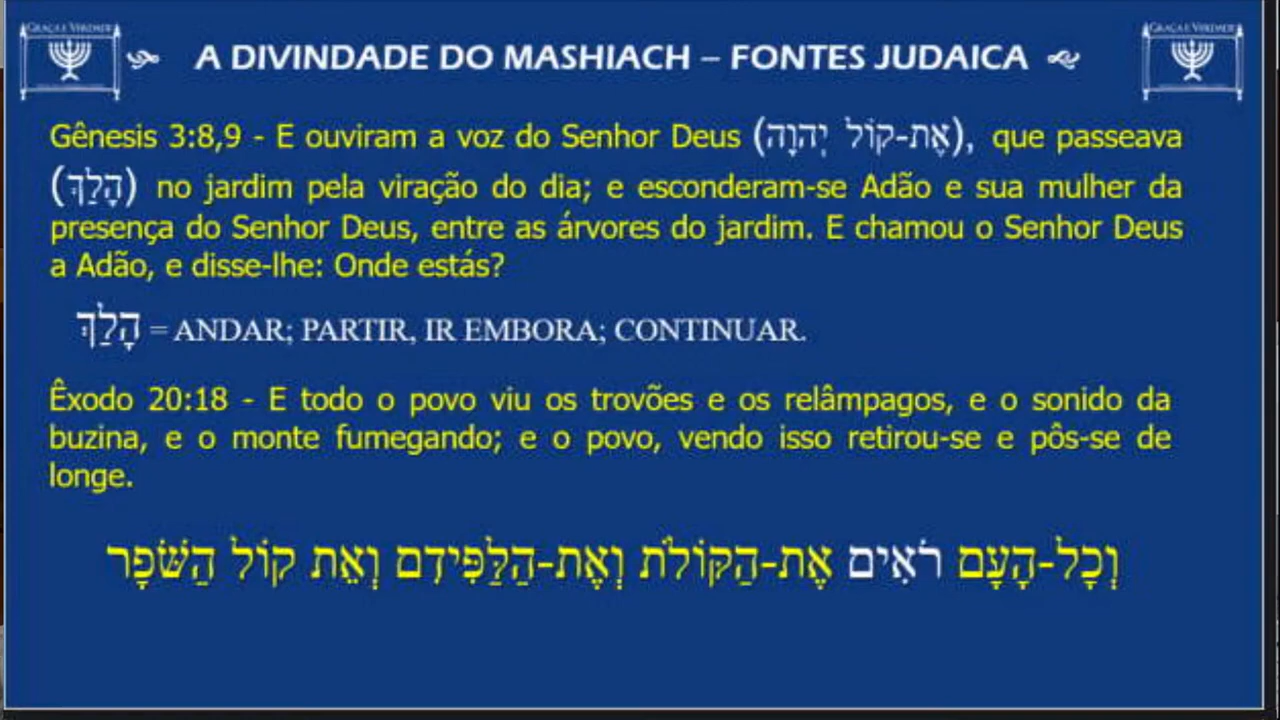 GRAÇA E VERDADE
GRAÇA E VERDADE
A DIVINDADE DO MASHIACH – FONTES JUDAICA
Gênesis 3:8,9 - E ouviram a voz do Senhor Deus (אֶת-קוֹל יְהוָה), que passeava
(הָלַךְ) no jardim pela viração do dia; e esconderam-se Adão e sua mulher da
presença do Senhor Deus, entre as árvores do jardim. E chamou o Senhor Deus
a Adão, e disse-lhe: Onde estás?
הָלַךְ = ANDAR; PARTIR, IR EMBORA; CONTINUAR.
Êxodo 20:18 - E todo o povo viu os trovões e os relâmpagos, e o sonido da
buzina, e o monte fumegando; e o povo, vendo isso retirou-se e pôs-se de
longe.
וְכָל-הָעָם רֹאִים אֶת-הַקּוֹלֹת וְאֶת-הַלַּפִּידִם וְאֵת קוֹל הַשֹּׁפָר